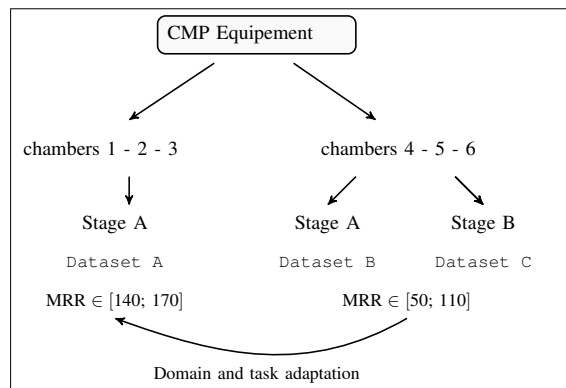 CMP Equipement
chambers 1 - 2 - 3
chambers 4 - 5 - 6
Stage A
Stage A
Stage B
Dataset A
Dataset B
Dataset C
MRR ∈ [140; 170]
MRR ∈ [50; 110]
Domain and task adaptation